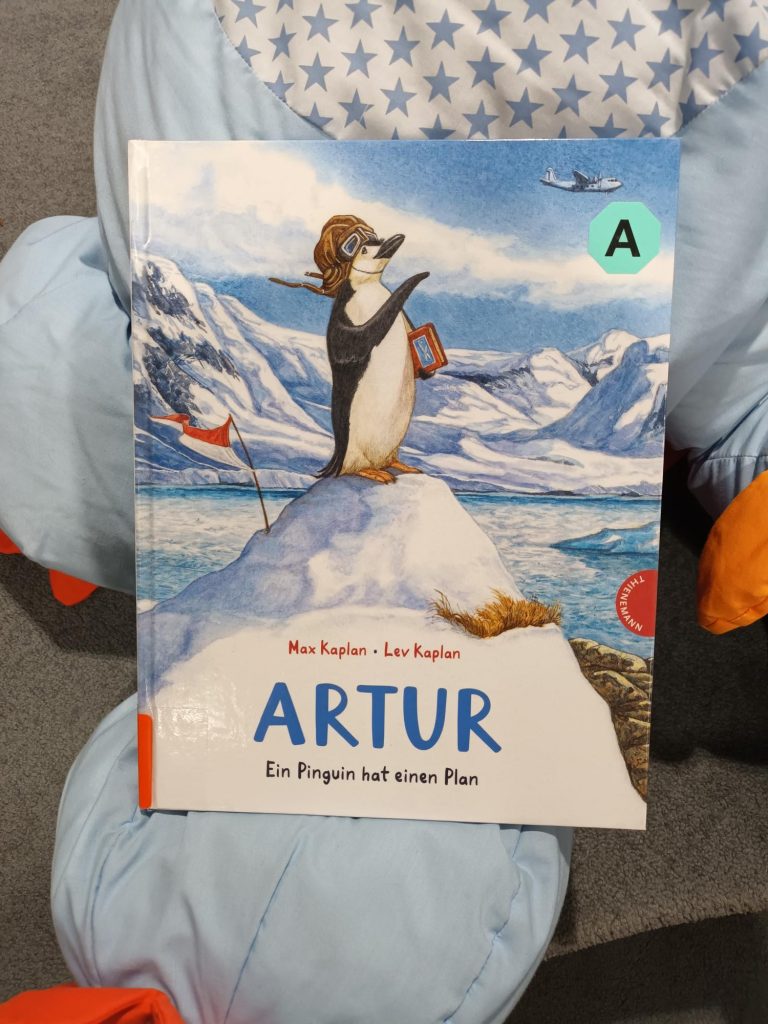 A
THIENEMANN
Max Kaplan • Lev Kaplan
ARTUR
Ein Pinguin hat einen Plan